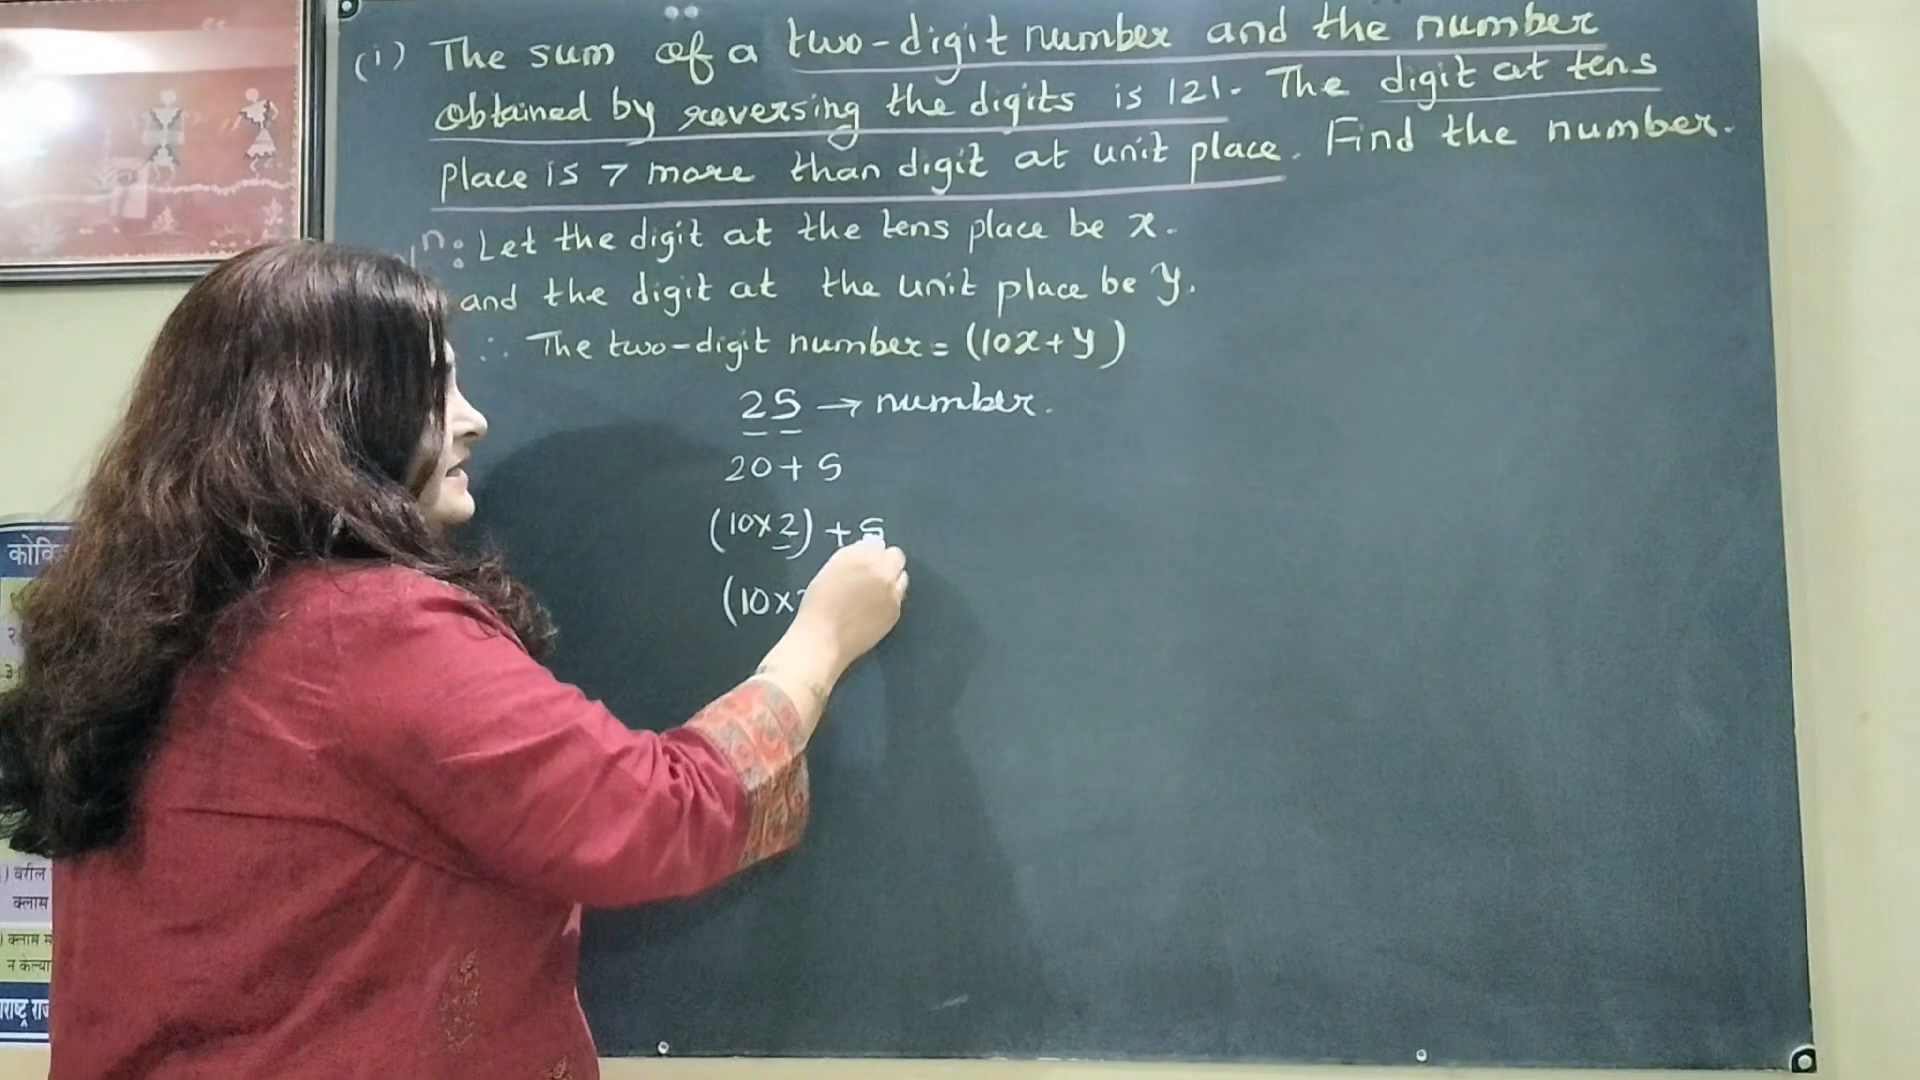 (i) The sum of a two-digit number and the number
obtained by reversing the digits is 121. The digit at tens
place is 7 more than digit at unit place. Find the number.
Let the digit at the tens place be x.
and the digit at the unit place be y.
∴ The two-digit number = (10x+y)
25 → number.
20+5
(10×2) + 5
(10×
वरील
क्लास
क्लास